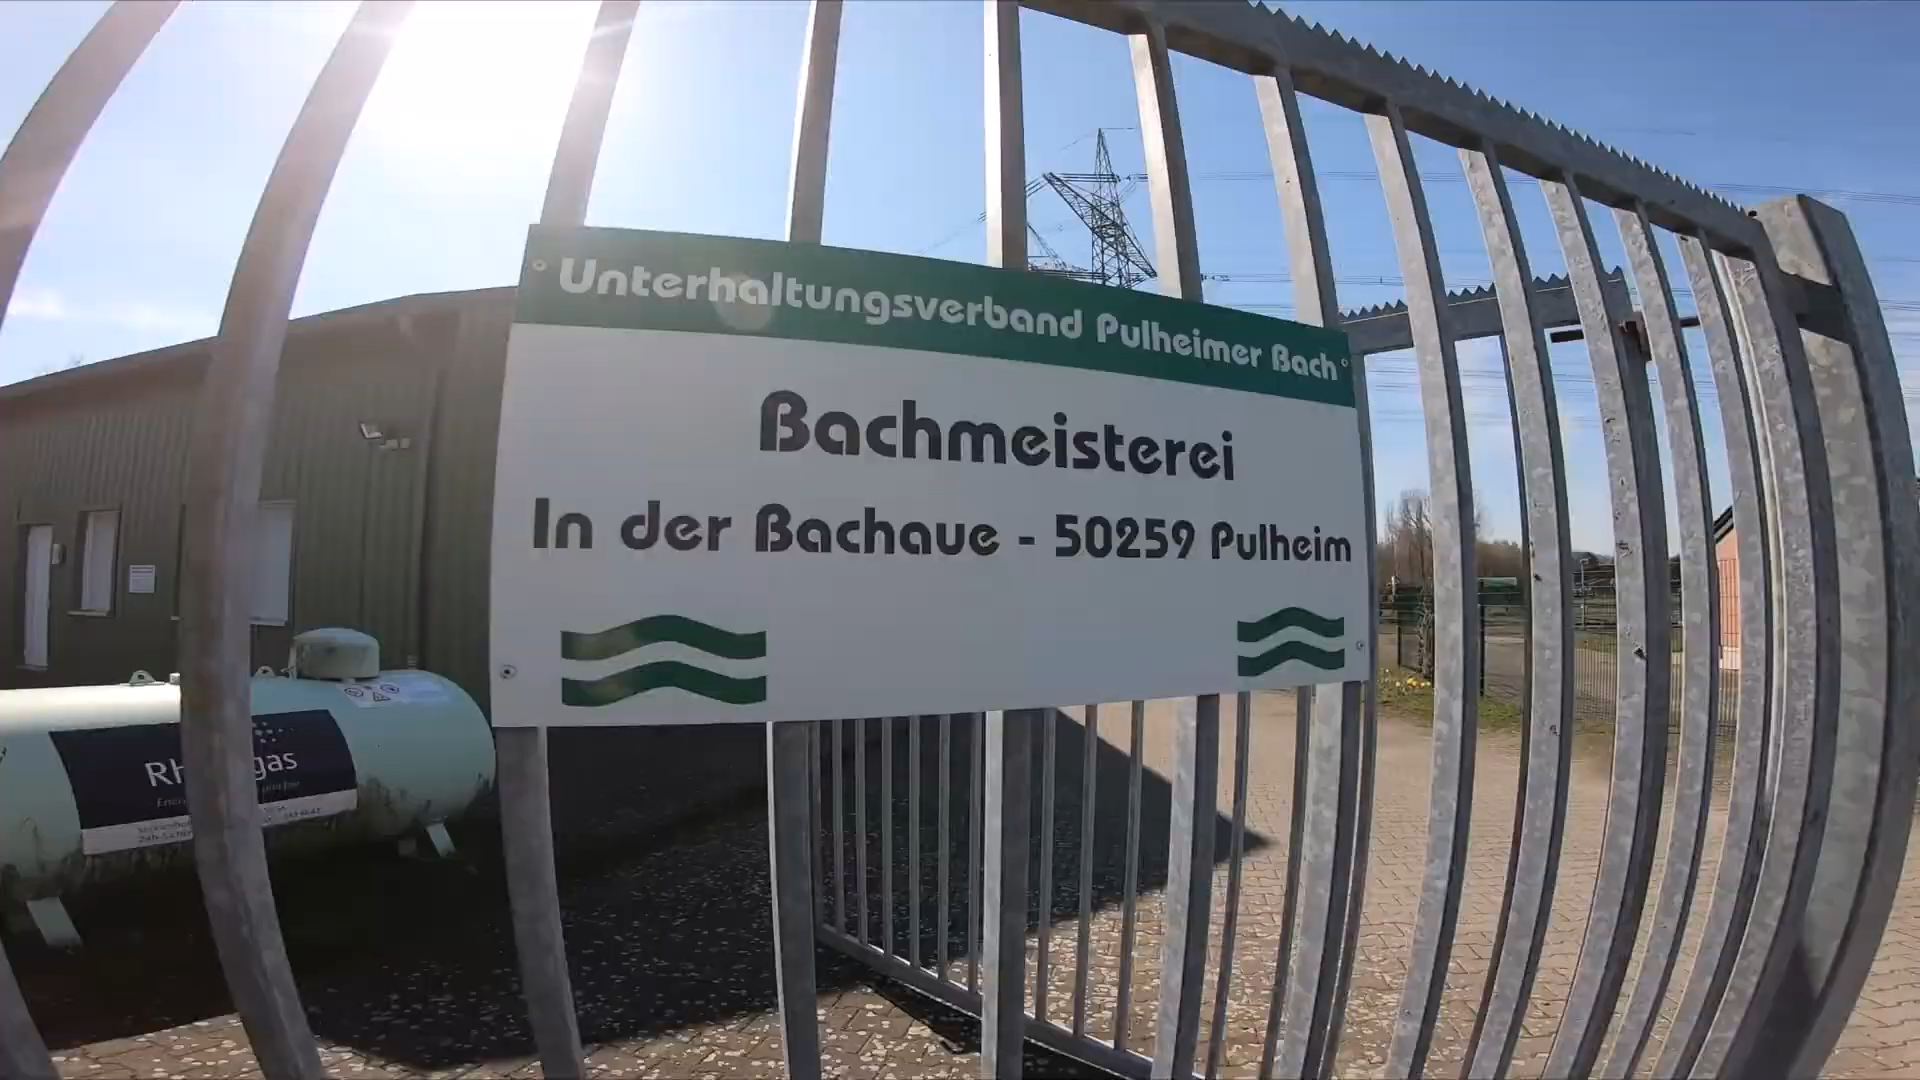 Unterhaltungsverband Pulheimer Bach
Bachmeisterei
In der Bachaue - 50259 Pulheim